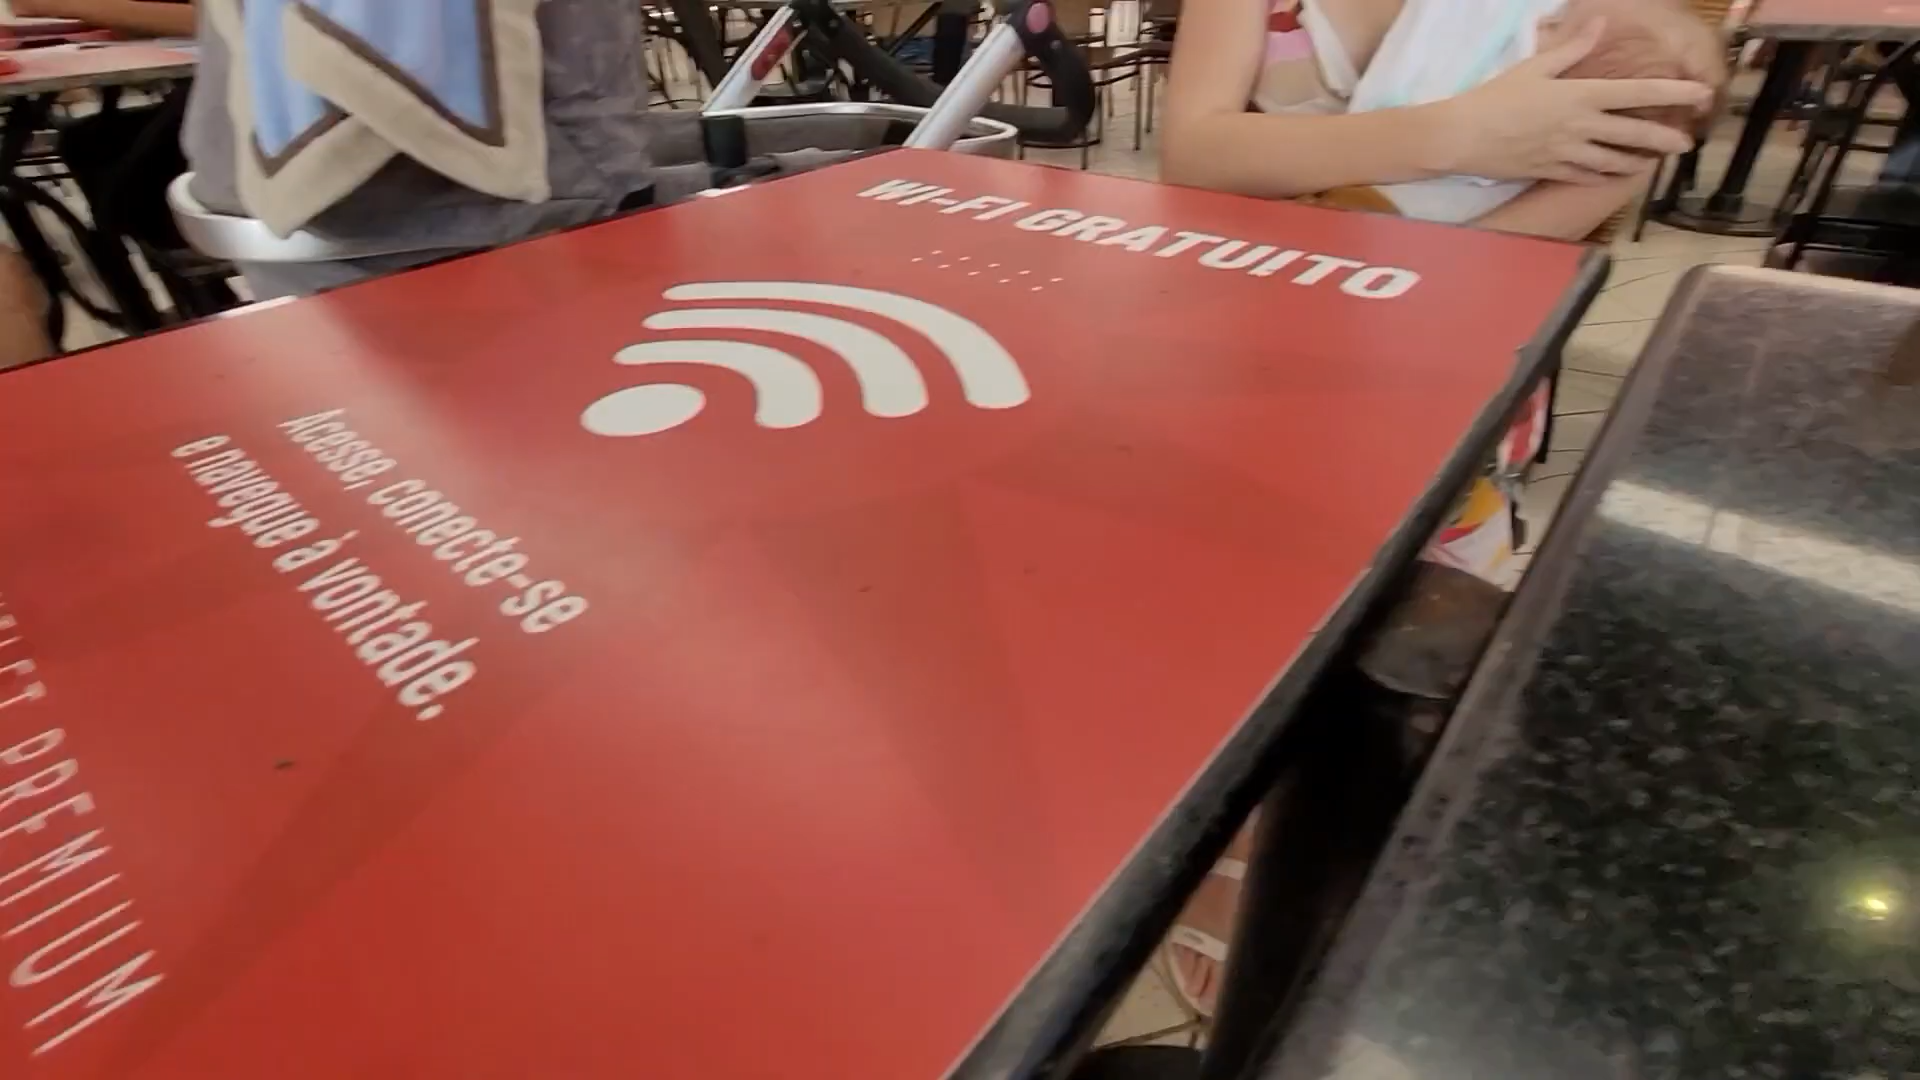 WI-FI GRATUITO
Acesse, conecte-se
e navegue à vontade.
PREMIUM